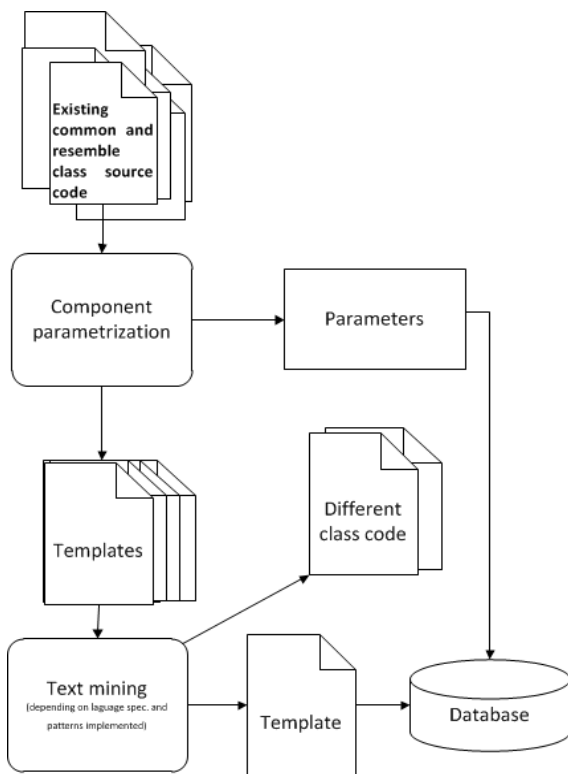 Existing
common and
resemble
class source
code
Component
parametrization
Parameters
Templates
Different
class code
Text mining
(depending on laguage spec. and
patterns implemented)
Template
Database